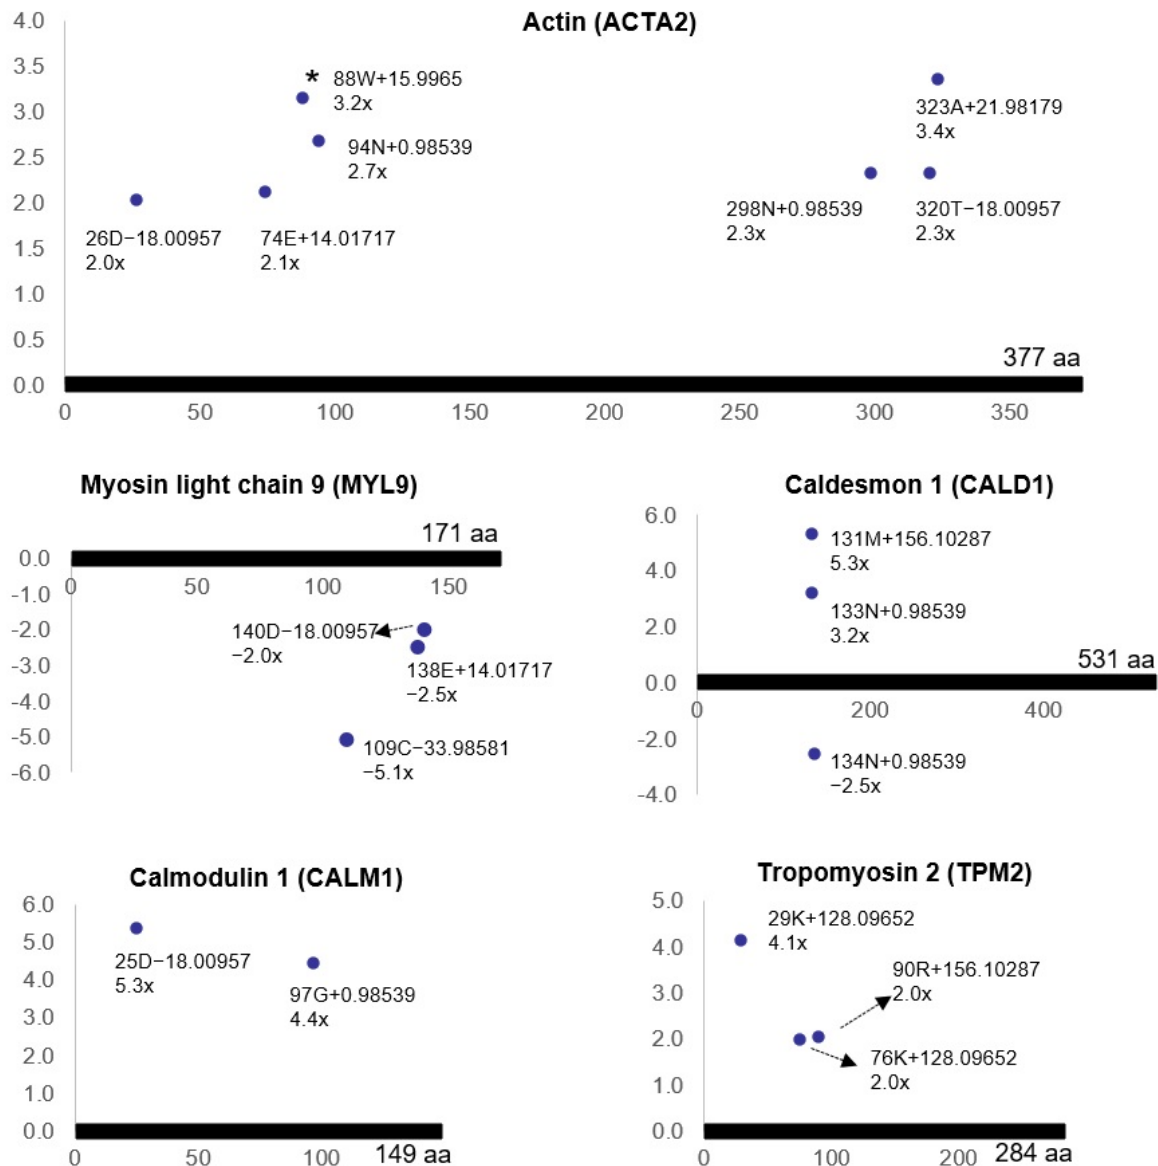 Actin (ACTA2)
4.0
3.5
3.0
2.5
2.0
1.5
1.0
0.5
0.0
* 88W+15.9965
3.2x
94N+0.98539
2.7x
26D−18.00957
2.0x
74E+14.01717
2.1x
323A+21.98179
3.4x
298N+0.98539
2.3x
320T−18.00957
2.3x
377 aa
0 50 100 150 200 250 300 350
Myosin light chain 9 (MYL9)
171 aa
0.0
-1.0
-2.0
-3.0
-4.0
-5.0
-6.0
0 50 100 150
140D−18.00957
−2.0x
138E+14.01717
−2.5x
109C−33.98581
−5.1x
Caldesmon 1 (CALD1)
6.0
4.0
2.0
0.0
-2.0
-4.0
131M+156.10287
5.3x
133N+0.98539
3.2x
531 aa
0 200 400
134N+0.98539
−2.5x
Calmodulin 1 (CALM1)
6.0
5.0
4.0
3.0
2.0
1.0
0.0
25D−18.00957
5.3x
97G+0.98539
4.4x
0 50 100 149 aa
Tropomyosin 2 (TPM2)
5.0
4.0
3.0
2.0
1.0
0.0
29K+128.09652
4.1x
90R+156.10287
2.0x
76K+128.09652
2.0x
0 100 200 284 aa